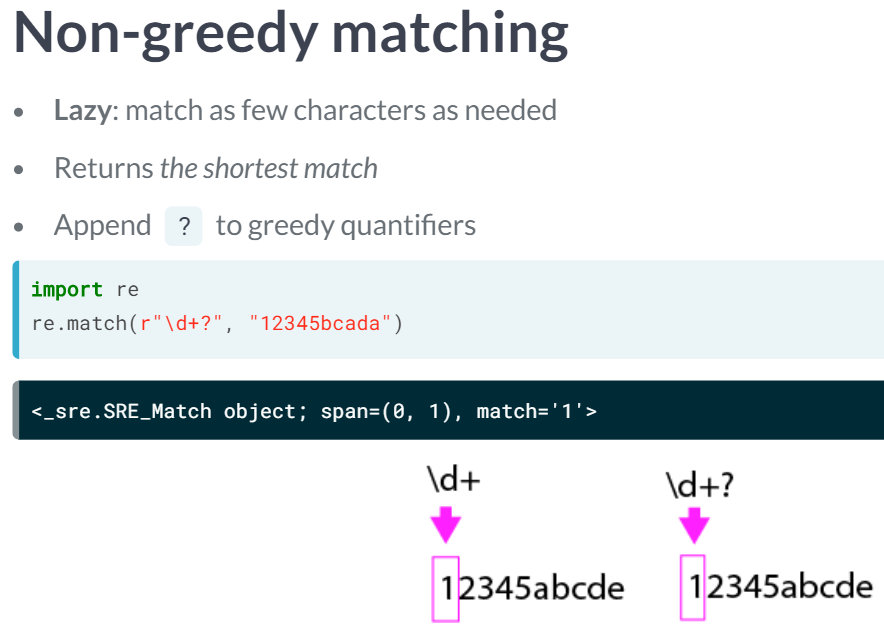 Non-greedy matching
• Lazy: match as few characters as needed
• Returns the shortest match
• Append ? to greedy quantifiers
import re
re.match(r"\d+?", "12345bcada")
<_sre.SRE_Match object; span=(0, 1), match='1'>
\d+ \d+?
12345abcde 12345abcde